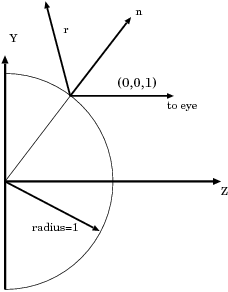 n
r
Y
(0,0,1)
to eye
Z
radius=1